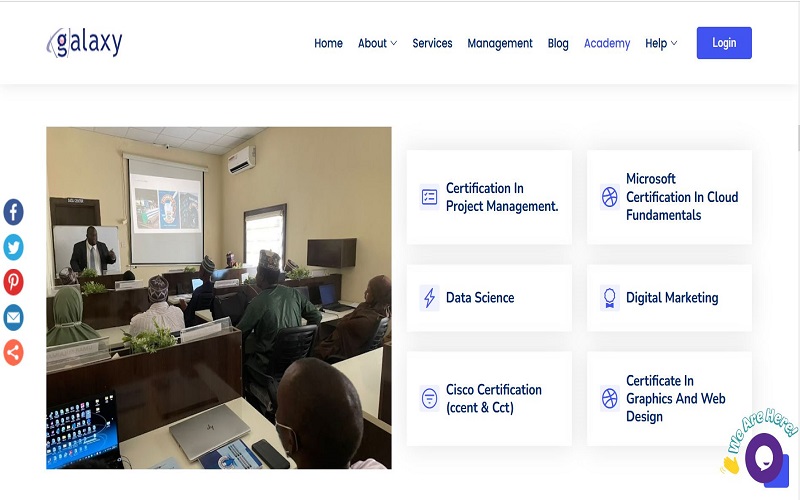 galaxy
Home About Services Management Blog Academy Help Login
Certification In
Project Management.
Microsoft
Certification In Cloud
Fundamentals
Data Science
Digital Marketing
Cisco Certification
(ccent & Cct)
Certificate In
Graphics And Web
Design
We Are Here!